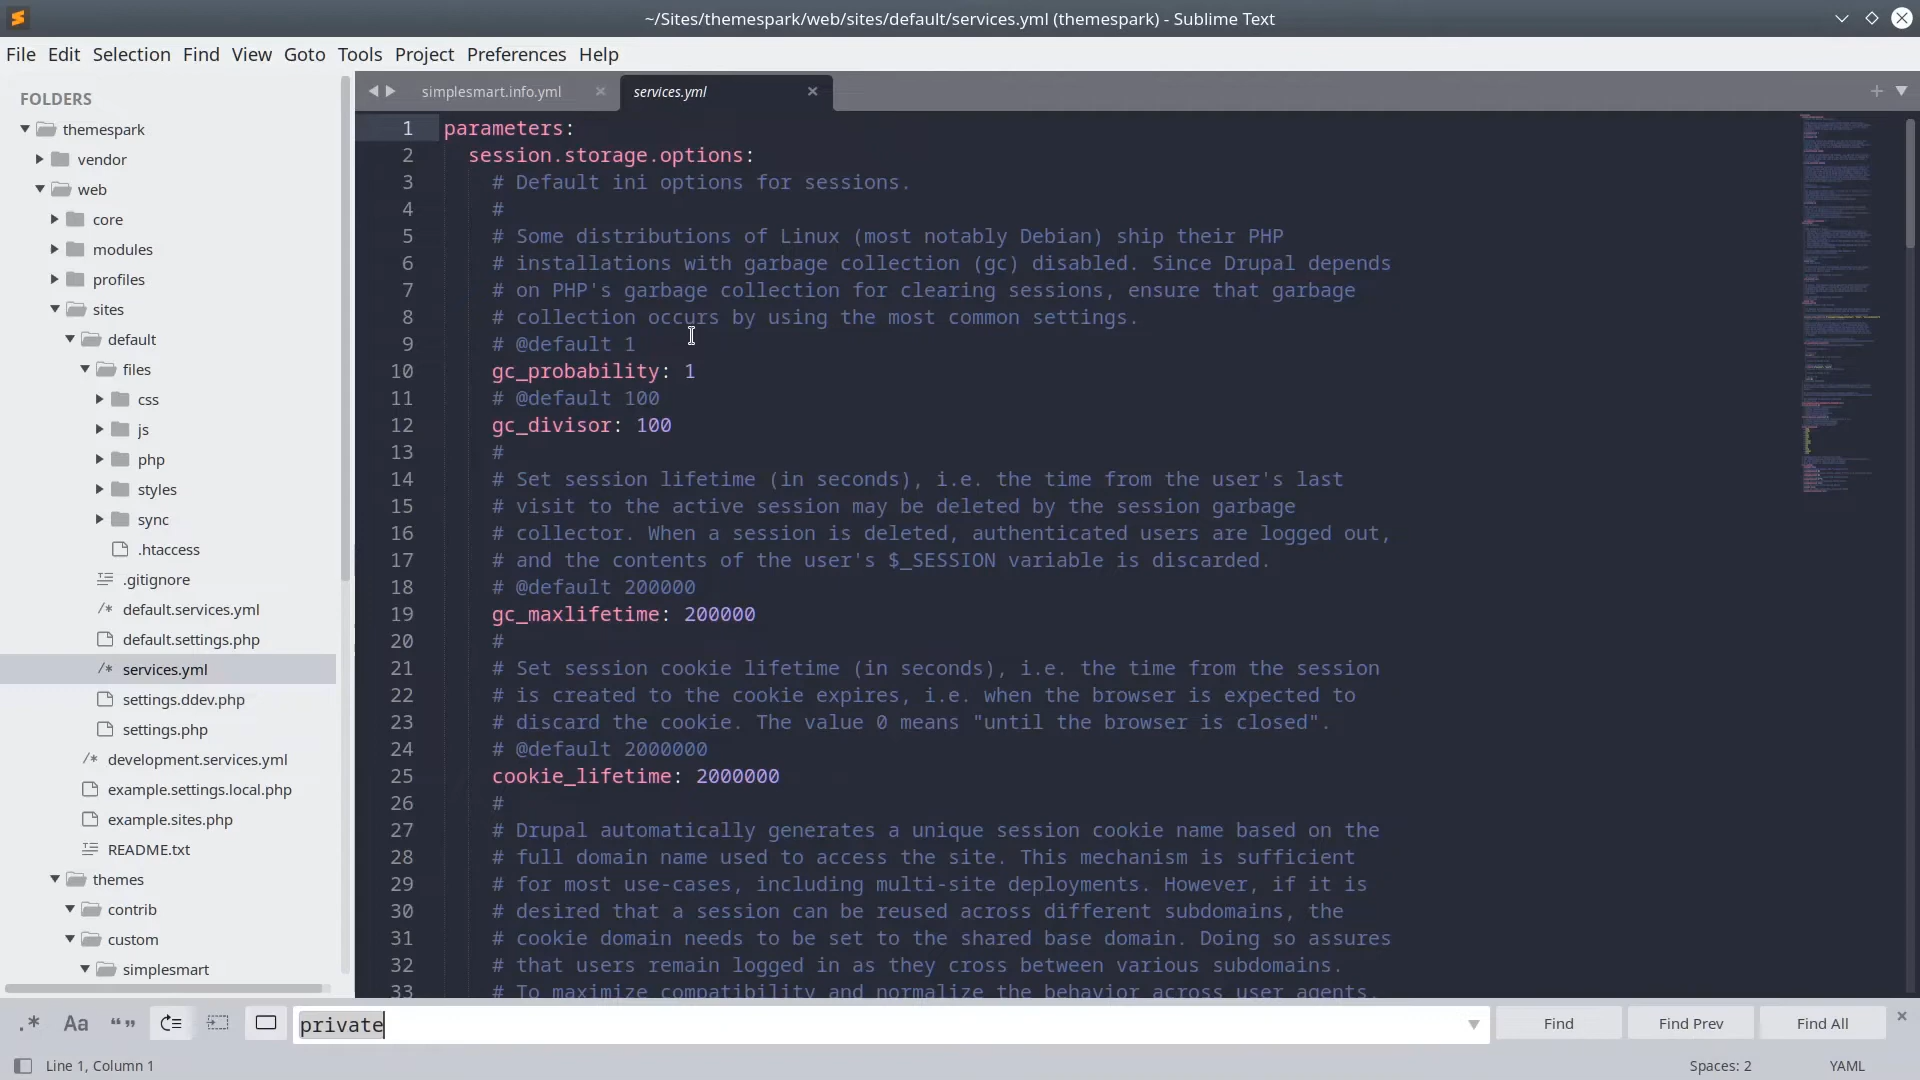 ~/Sites/themespark/web/sites/default/services.yml (themespark) - Sublime Text
File Edit Selection Find View Goto Tools Project Preferences Help
FOLDERS
themespark
vendor
web
core
modules
profiles
sites
default
files
css
js
php
styles
sync
.htaccess
.gitignore
default.services.yml
default.settings.php
services.yml
settings.ddev.php
settings.php
development.services.yml
example.settings.local.php
example.sites.php
README.txt
themes
contrib
custom
simplesmart
simplesmart.info.yml services.yml
1 parameters:
2 session.storage.options:
3 # Default ini options for sessions.
4 #
5 # Some distributions of Linux (most notably Debian) ship their PHP
6 # installations with garbage collection (gc) disabled. Since Drupal depends
7 # on PHP's garbage collection for clearing sessions, ensure that garbage
8 # collection occurs by using the most common settings.
9 # @default 1
10 gc_probability: 1
11 # @default 100
12 gc_divisor: 100
13 #
14 # Set session lifetime (in seconds), i.e. the time from the user's last
15 # visit to the active session may be deleted by the session garbage
16 # collector. When a session is deleted, authenticated users are logged out,
17 # and the contents of the user's $_SESSION variable is discarded.
18 # @default 200000
19 gc_maxlifetime: 200000
20 #
21 # Set session cookie lifetime (in seconds), i.e. the time from the session
22 # is created to the cookie expires, i.e. when the browser is expected to
23 # discard the cookie. The value 0 means "until the browser is closed".
24 # @default 2000000
25 cookie_lifetime: 2000000
26 #
27 # Drupal automatically generates a unique session cookie name based on the
28 # full domain name used to access the site. This mechanism is sufficient
29 # for most use-cases, including multi-site deployments. However, if it is
30 # desired that a session can be reused across different subdomains, the
31 # cookie domain needs to be set to the shared base domain. Doing so assures
32 # that users remain logged in as they cross between various subdomains.
33 # To maximize compatibility and normalize the behavior across user agents,
.* Aa “” private Find Find Prev Find All
Line 1, Column 1 Spaces: 2 YAML